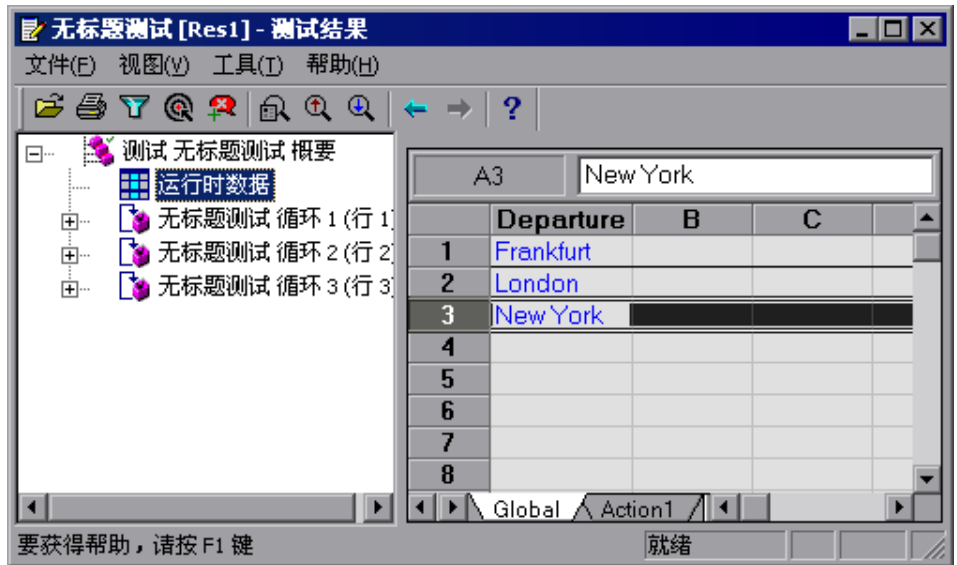 无标题测试 [Res1] - 测试结果
文件(F) 视图(V) 工具(T) 帮助(H)
?
测试 无标题测试 概要
运行时数据
无标题测试 循环 1 (行 1)
无标题测试 循环 2 (行 2)
无标题测试 循环 3 (行 3)
A3 New York
Departure B C
1 Frankfurt
2 London
3 New York
4
5
6
7
8
Global Action1
要获得帮助，请按 F1 键 就绪